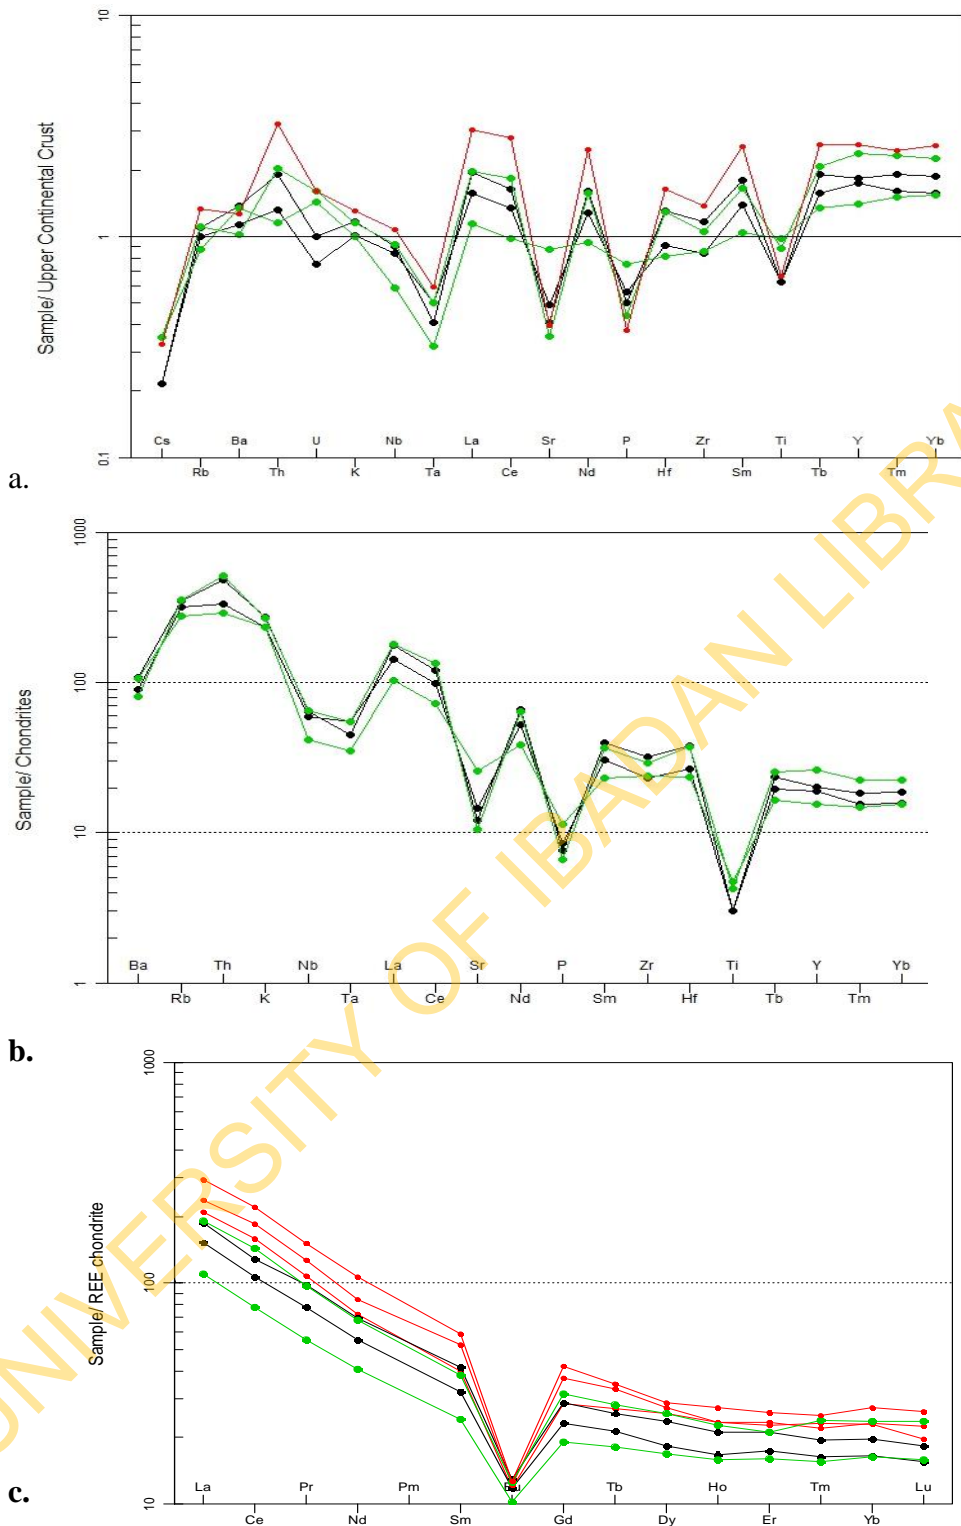 10
Sample/ Upper Continental Crust
1
0.1
Cs Ba U Nb La Sr P Zr Ti Y Yb
Rb Th K Ta Ce Nd Hf Sm Tb Tm
a.
1000
Sample/ Chondrites
100
10
1
Ba Th Nb La Sr P Zr Ti Y Yb
Rb K Ta Ce Nd Sm Hf Tb Tm
b.
1000
Sample/ REE chondrite
100
10
La Pr Pm Eu Tb Ho Tm Lu
Ce Nd Sm Gd Dy Er Yb
c.
UNIVERSITY OF IBADAN LIBRA